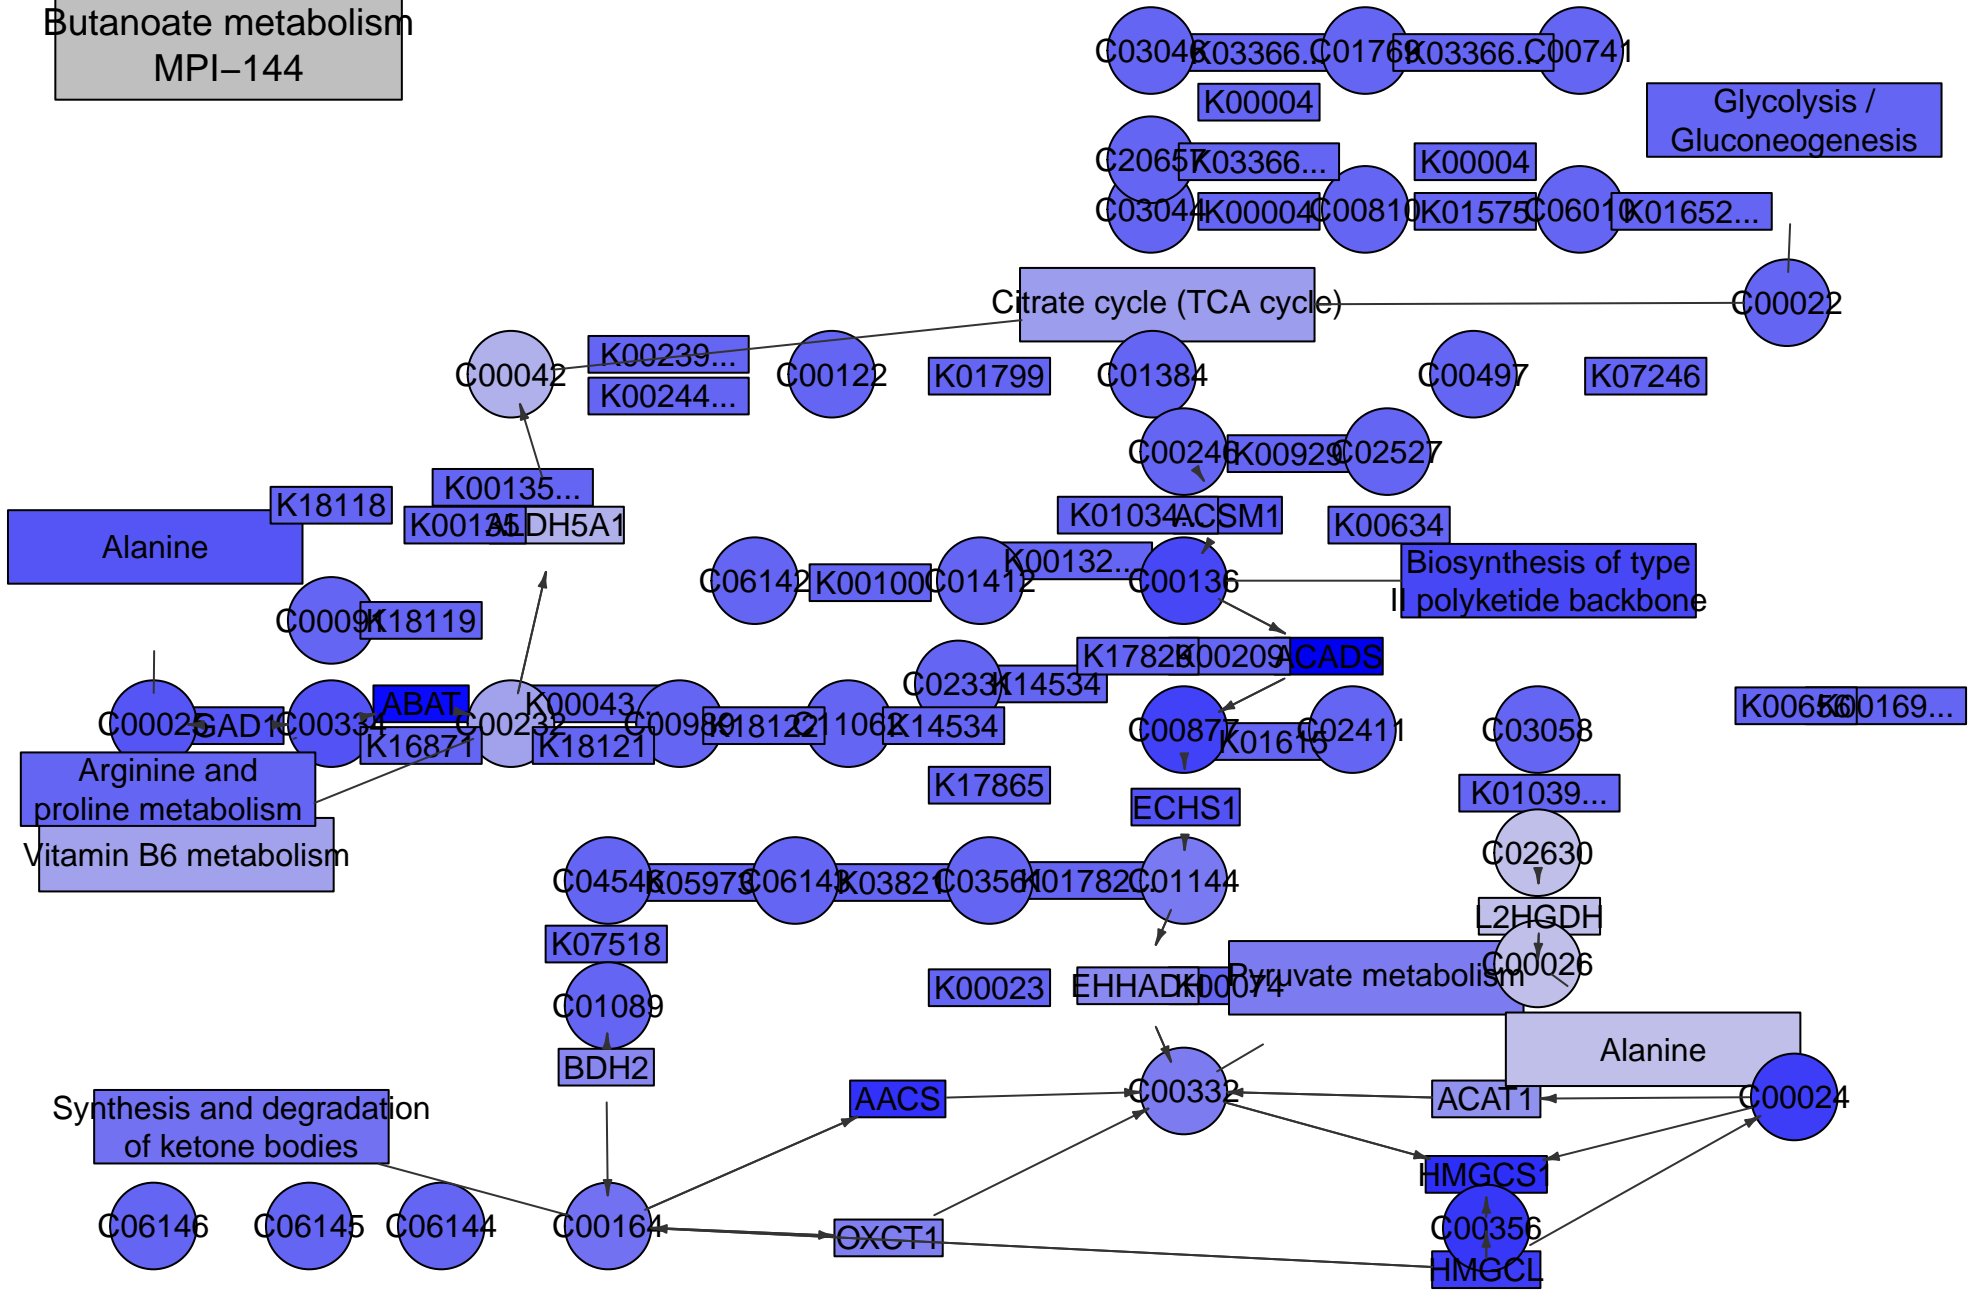 Butanoate metabolism
MPI−144
C03046
K03366...
C01769
K03366...
C00741
K00004
Glycolysis /
Gluconeogenesis
C20657
K03366...
K00004
C03044
K00004
C00810
K01575
C06010
K01652...
Citrate cycle (TCA cycle)
C00022
C00042
K00239...
K00244...
C00122
K01799
C01384
C00497
K07246
C00246
K00929
C02527
K18118
K00135...
K00135
ALDH5A1
K01034...
ACSM1
K00634
Alanine
C06142
K00100
C01412
K00132...
C00136
Biosynthesis of type
II polyketide backbone
C00091
K18119
K17829
K00209
ACADS
C02331
K14534
C00025
GAD1
C00334
ABAT
K16871
C00232
K00043...
K18121
C00989
K18122
C11062
K14534
C00877
K01615
C02411
C03058
K00656
K00169...
Arginine and
proline metabolism
K17865
ECHS1
K01039...
Vitamin B6 metabolism
C04546
K05973
C06143
K03821
C03561
K01782...
C01144
C02630
L2HGDH
K07518
C00026
C01089
K00023
EHHADH
K00074
Pyruvate metabolism
BDH2
Alanine
Synthesis and degradation
of ketone bodies
AACS
C00332
ACAT1
C00024
HMGCS1
C06146
C06145
C06144
C00164
OXCT1
C00356
HMGCL